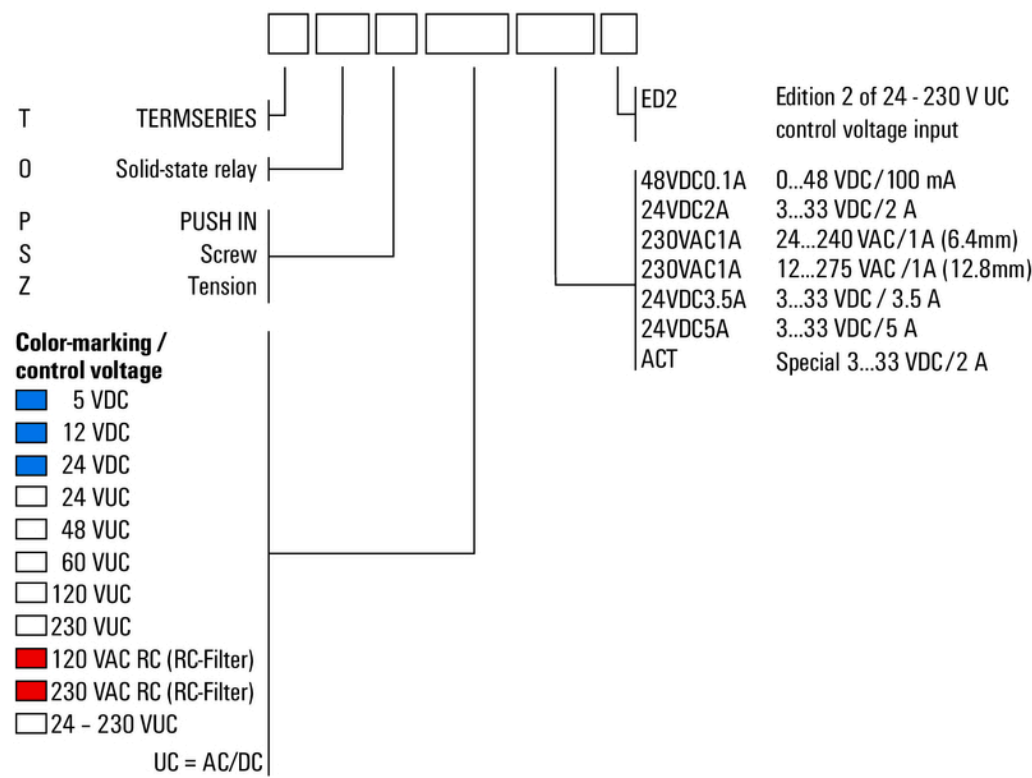 T TERMSERIES
O Solid-state relay
P PUSH IN
S Screw
Z Tension
Color-marking /
control voltage
5 VDC
12 VDC
24 VDC
24 VUC
48 VUC
60 VUC
120 VUC
230 VUC
120 VAC RC (RC-Filter)
230 VAC RC (RC-Filter)
24 – 230 VUC
UC = AC/DC
ED2 Edition 2 of 24 - 230 V UC
control voltage input
48VDC0.1A 0...48 VDC/100 mA
24VDC2A 3...33 VDC/2 A
230VAC1A 24...240 VAC/1A (6.4mm)
230VAC1A 12...275 VAC /1A (12.8mm)
24VDC3.5A 3...33 VDC / 3.5 A
24VDC5A 3...33 VDC/5 A
ACT Special 3...33 VDC/2 A